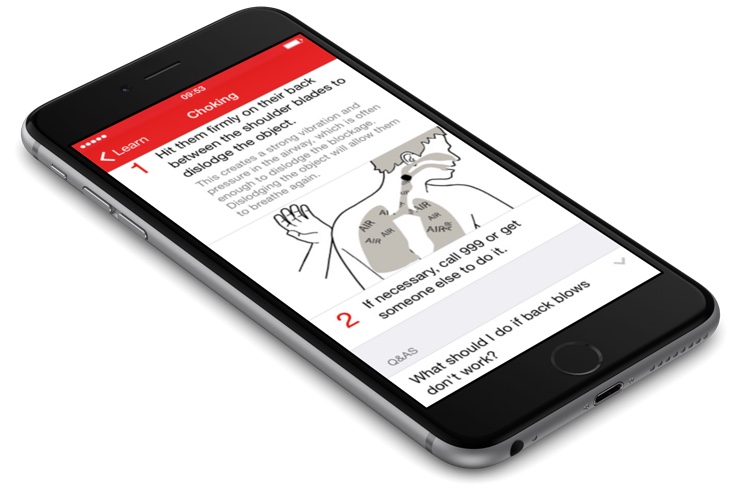 09:53
Learn
Choking
1
Hit them firmly on their back
between the shoulder blades to
dislodge the object.
This creates a strong vibration and
pressure in the airway, which is often
enough to dislodge the blockage.
Dislodging the object will allow them
to breathe again.
AIR
AIR
AIR
AIR
AIR
2
If necessary, call 999 or get
someone else to do it.
Q&AS
What should I do if back blows
don't work?